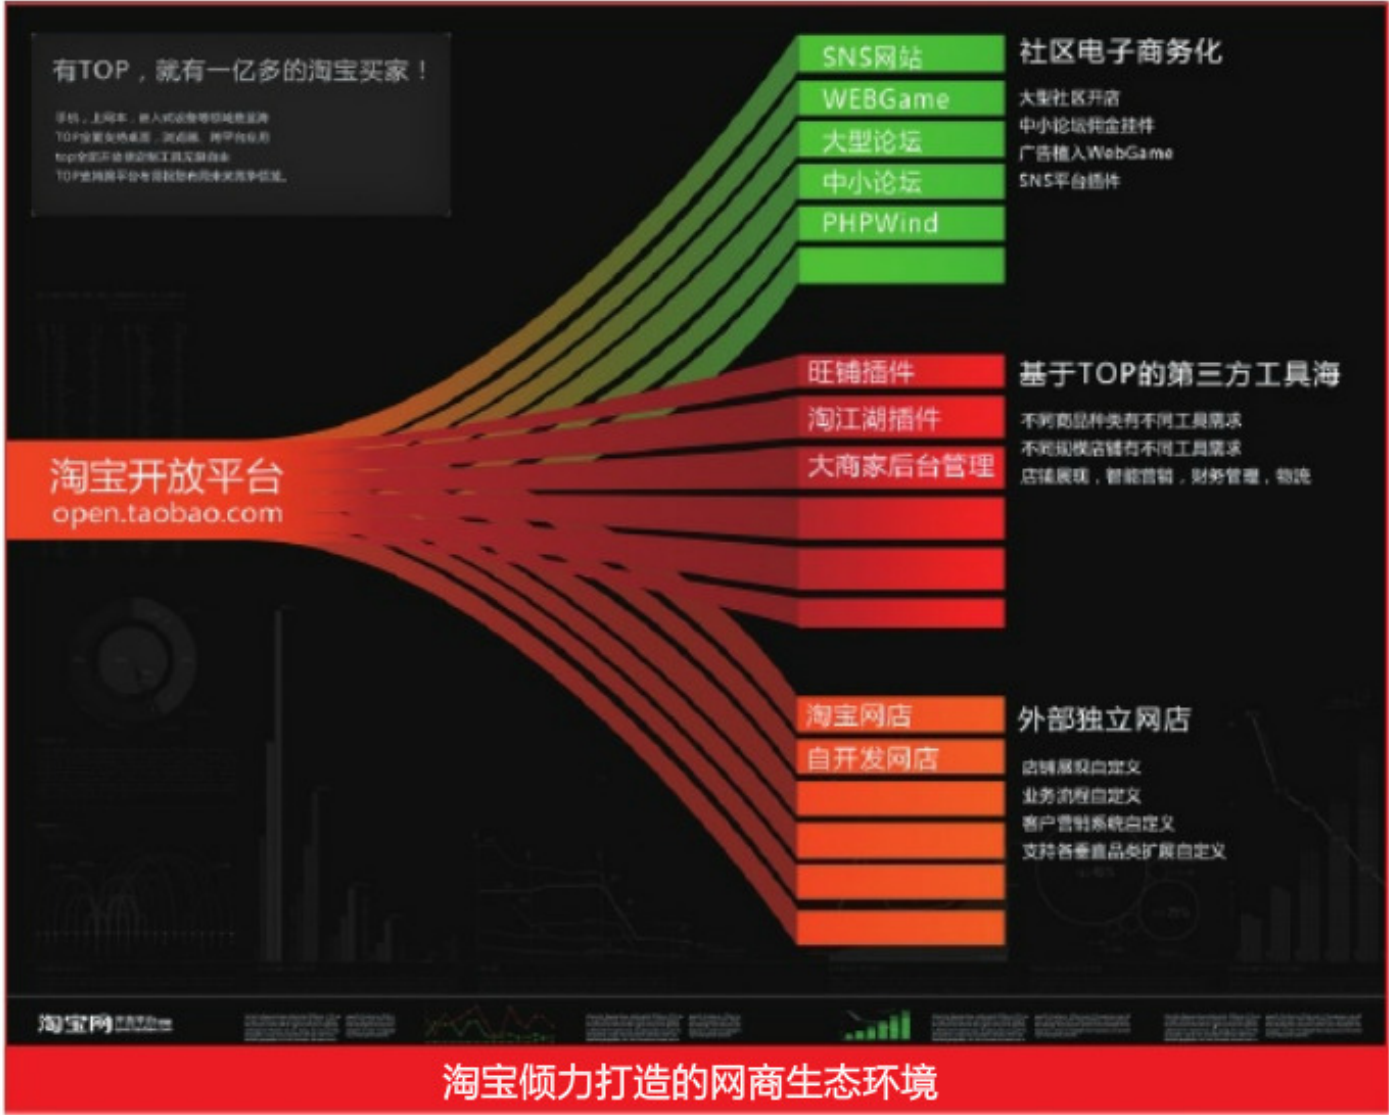 有TOP，就有一亿多的淘宝买家！
SNS网站
WEBGame
大型论坛
中小论坛
PHPWind
社区电子商务化
大型社区开店
中小论坛佣金挂件
广告植入WebGame
SNS平台插件
淘宝开放平台
open.taobao.com
旺铺插件
淘江湖插件
大商家后台管理
基于TOP的第三方工具海
不同商品种类有不同工具需求
不同规模店铺有不同工具需求
店铺展现，智能营销，财务管理，物流
淘宝网店
自开发网店
外部独立网店
店铺展现自定义
业务流程自定义
客户营销系统自定义
支持各垂直品类扩展自定义
淘宝网
淘宝倾力打造的网商生态环境